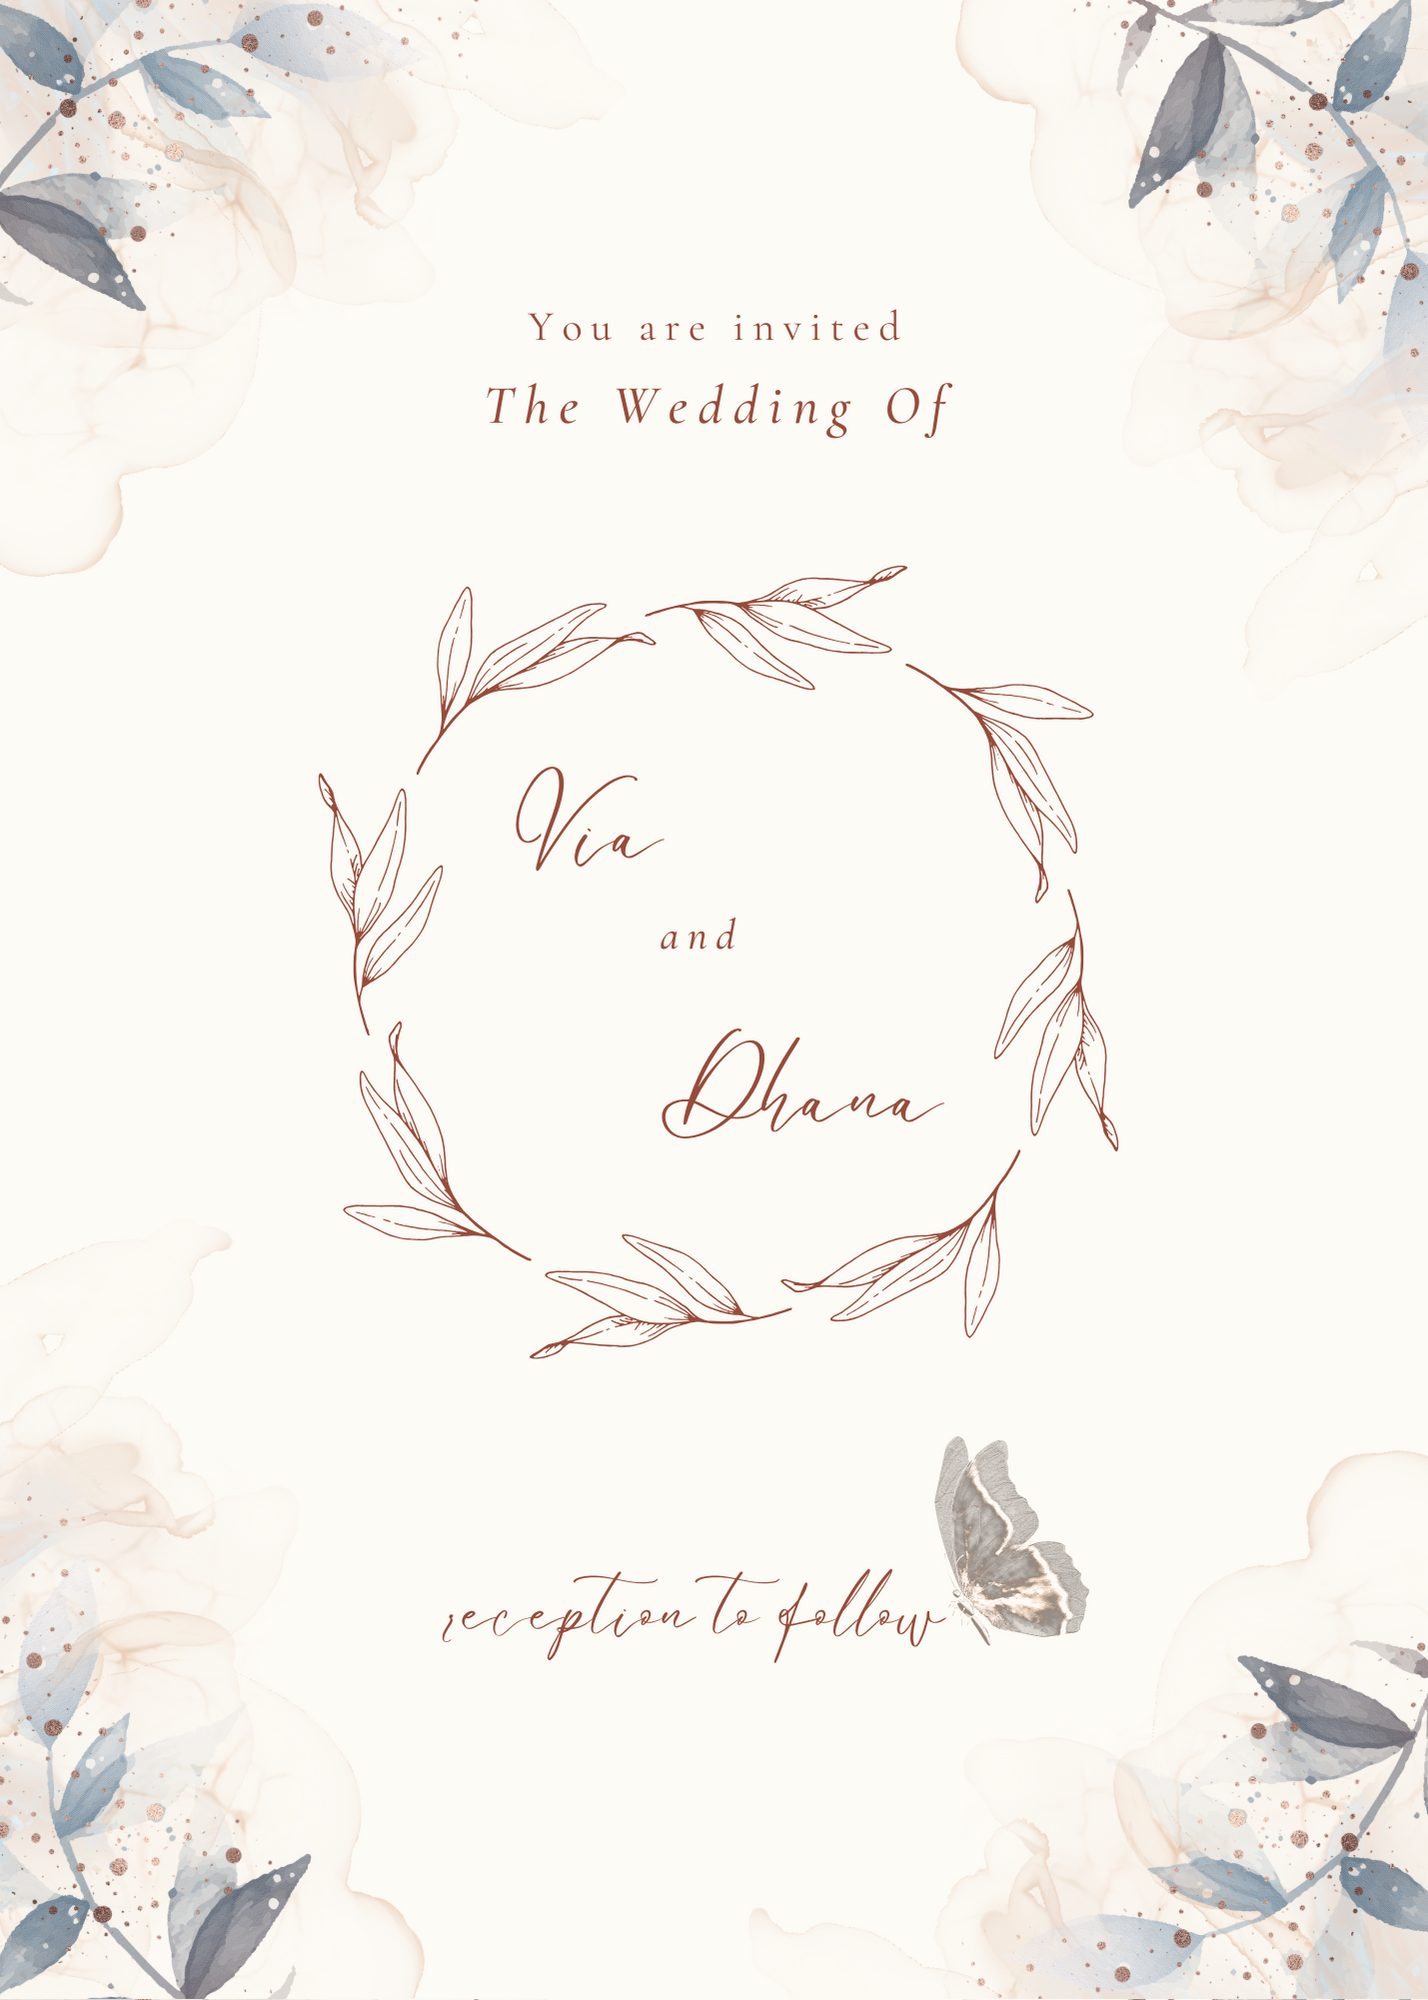 You are invited
The Wedding Of
Via
and
Dhana
reception to follow